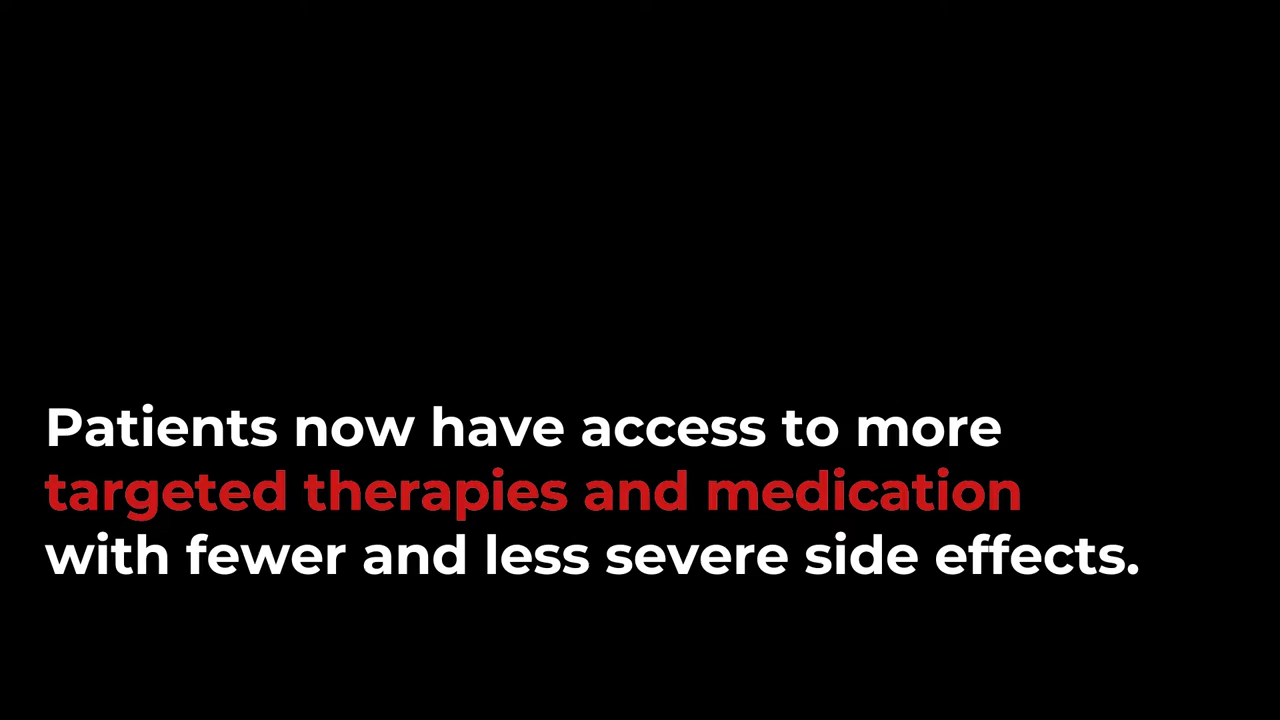 Patients now have access to more
targeted therapies and medication
with fewer and less severe side effects.